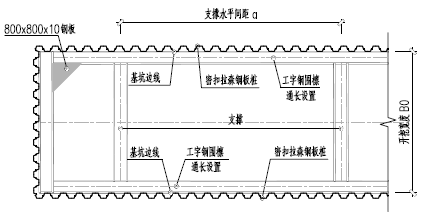 支撑水平间距 a
800x800x10钢板
基坑边线
密扣拉森钢板桩
工字钢围檩
通长设置
支撑
开挖宽度 B0
基坑边线
工字钢围檩
通长设置
密扣拉森钢板桩